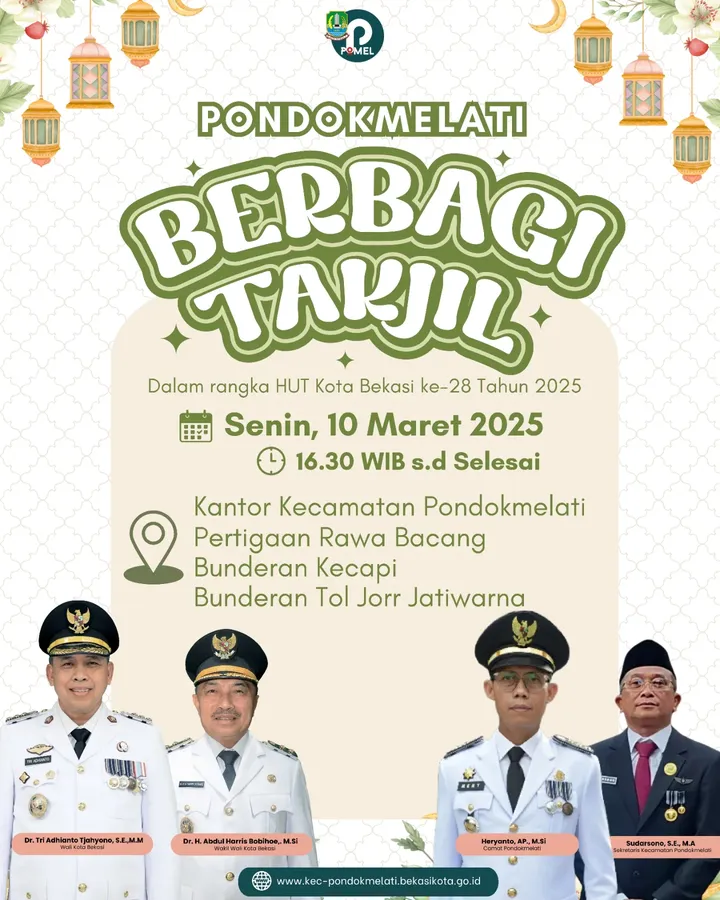 POMEL
PONDOKMELATI
BERBAGI
TAKJIL
Dalam rangka HUT Kota Bekasi ke-28 Tahun 2025
Senin, 10 Maret 2025
16.30 WIB s.d Selesai
Kantor Kecamatan Pondokmelati
Pertigaan Rawa Bacang
Bunderan Kecapi
Bunderan Tol Jorr Jatiwarna
Dr. Tri Adhianto Tjahyono, S.E.,M.M
Wali Kota Bekasi
Dr. H. Abdul Harris Bobihoe,. M.Si
Wakil Wali Kota Bekasi
HERY
Heryanto, AP., M.Si
Camat Pondokmelati
Sudarsono, S.E., M.A
Sekretaris Kecamatan Pondokmelati
www.kec-pondokmelati.bekasikota.go.id